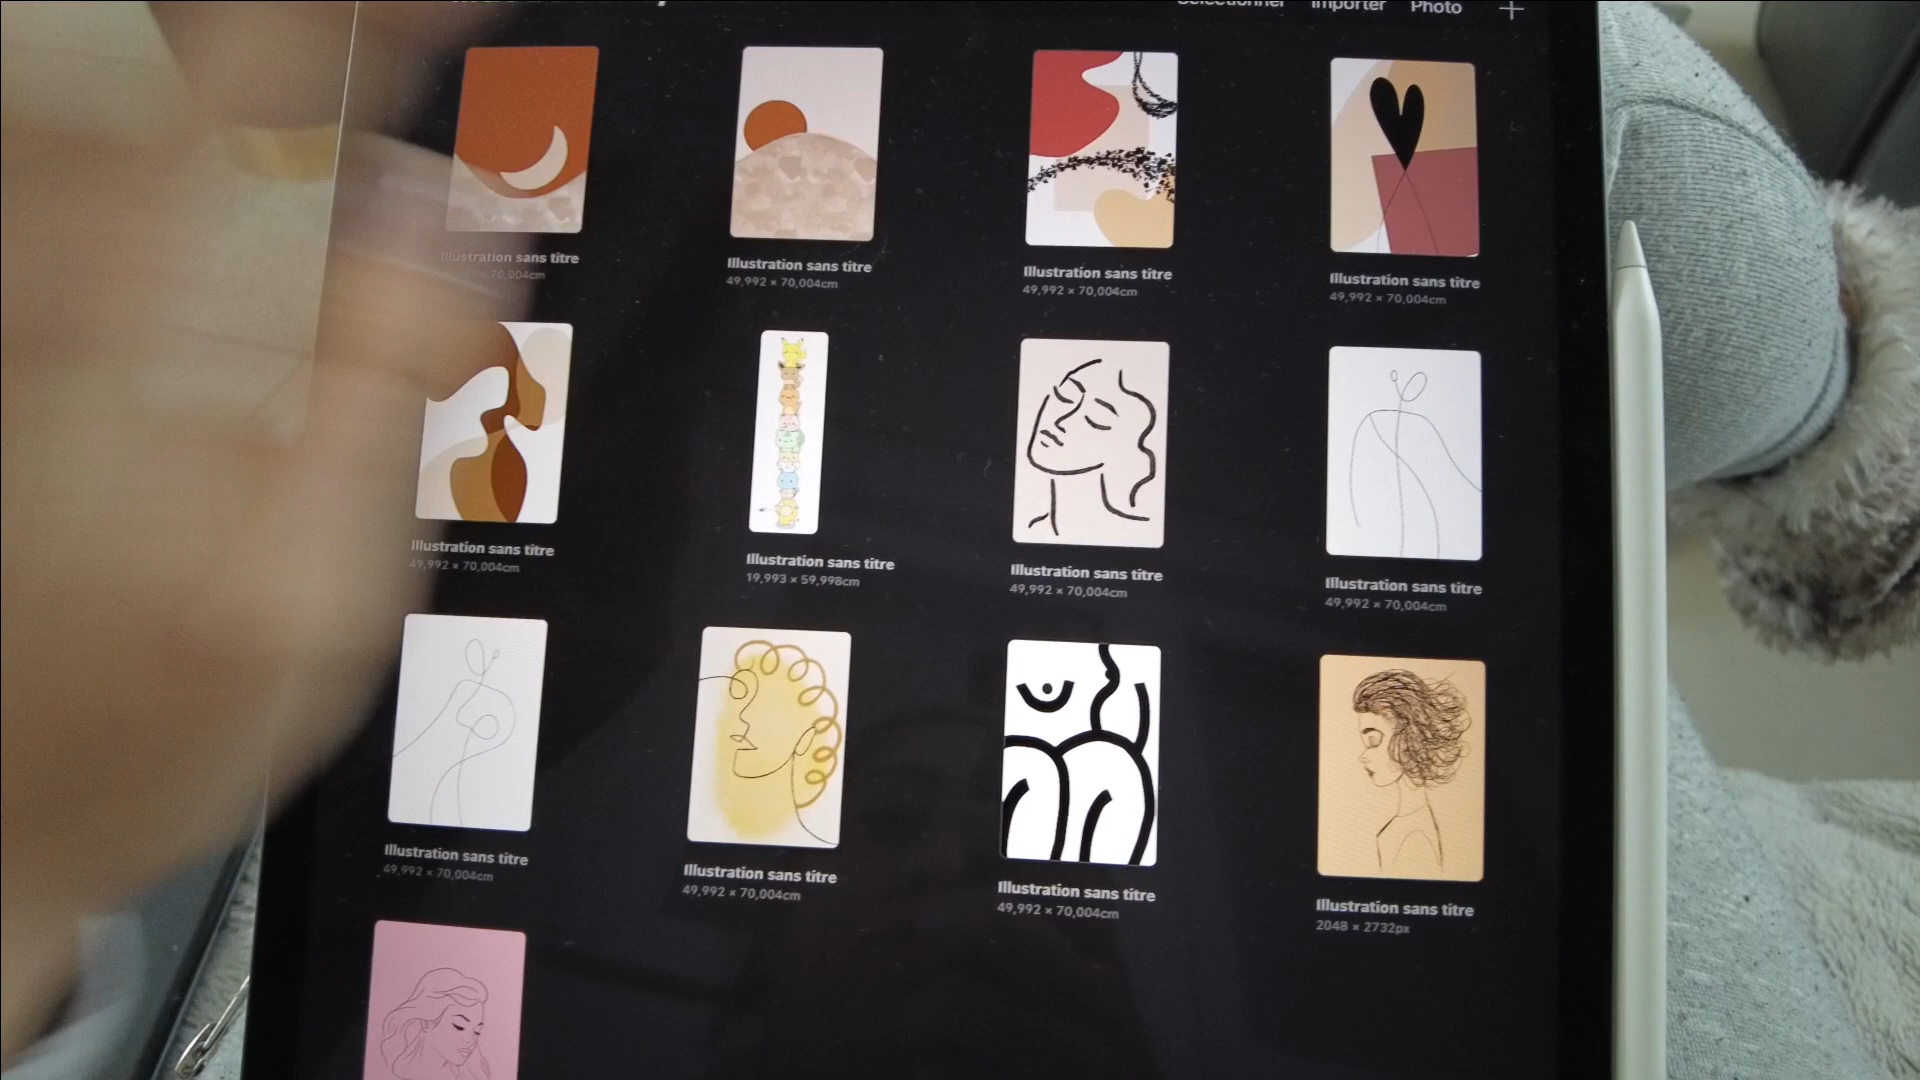 Sélectionner Importer Photo
Illustration sans titre
70,004cm
Illustration sans titre
49,992 × 70,004cm
Illustration sans titre
49,992 × 70,004cm
Illustration sans titre
49,992 × 70,004cm
Illustration sans titre
49,992 × 70,004cm
Illustration sans titre
19,993 × 59,998cm
Illustration sans titre
49,992 × 70,004cm
Illustration sans titre
49,992 × 70,004cm
Illustration sans titre
49,992 × 70,004cm
Illustration sans titre
49,992 × 70,004cm
Illustration sans titre
49,992 × 70,004cm
Illustration sans titre
2048 × 2732px